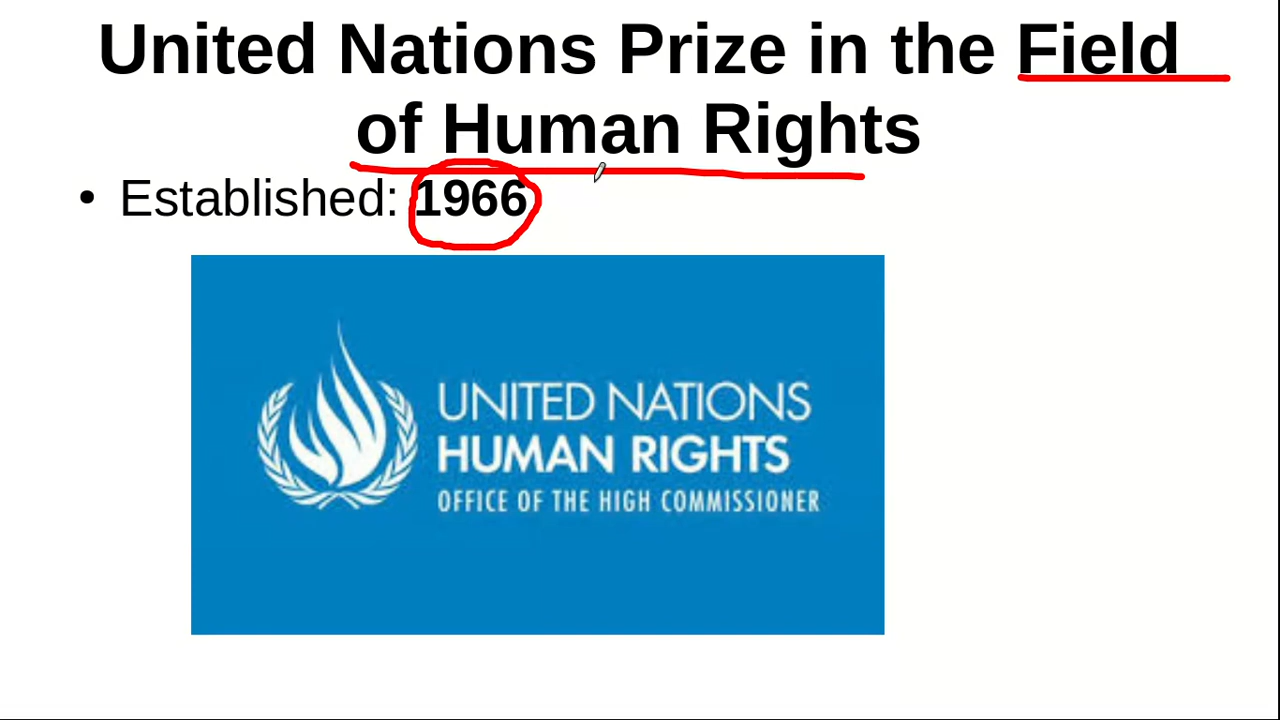 United Nations Prize in the Field
of Human Rights
• Established: 1966
UNITED NATIONS
HUMAN RIGHTS
OFFICE OF THE HIGH COMMISSIONER